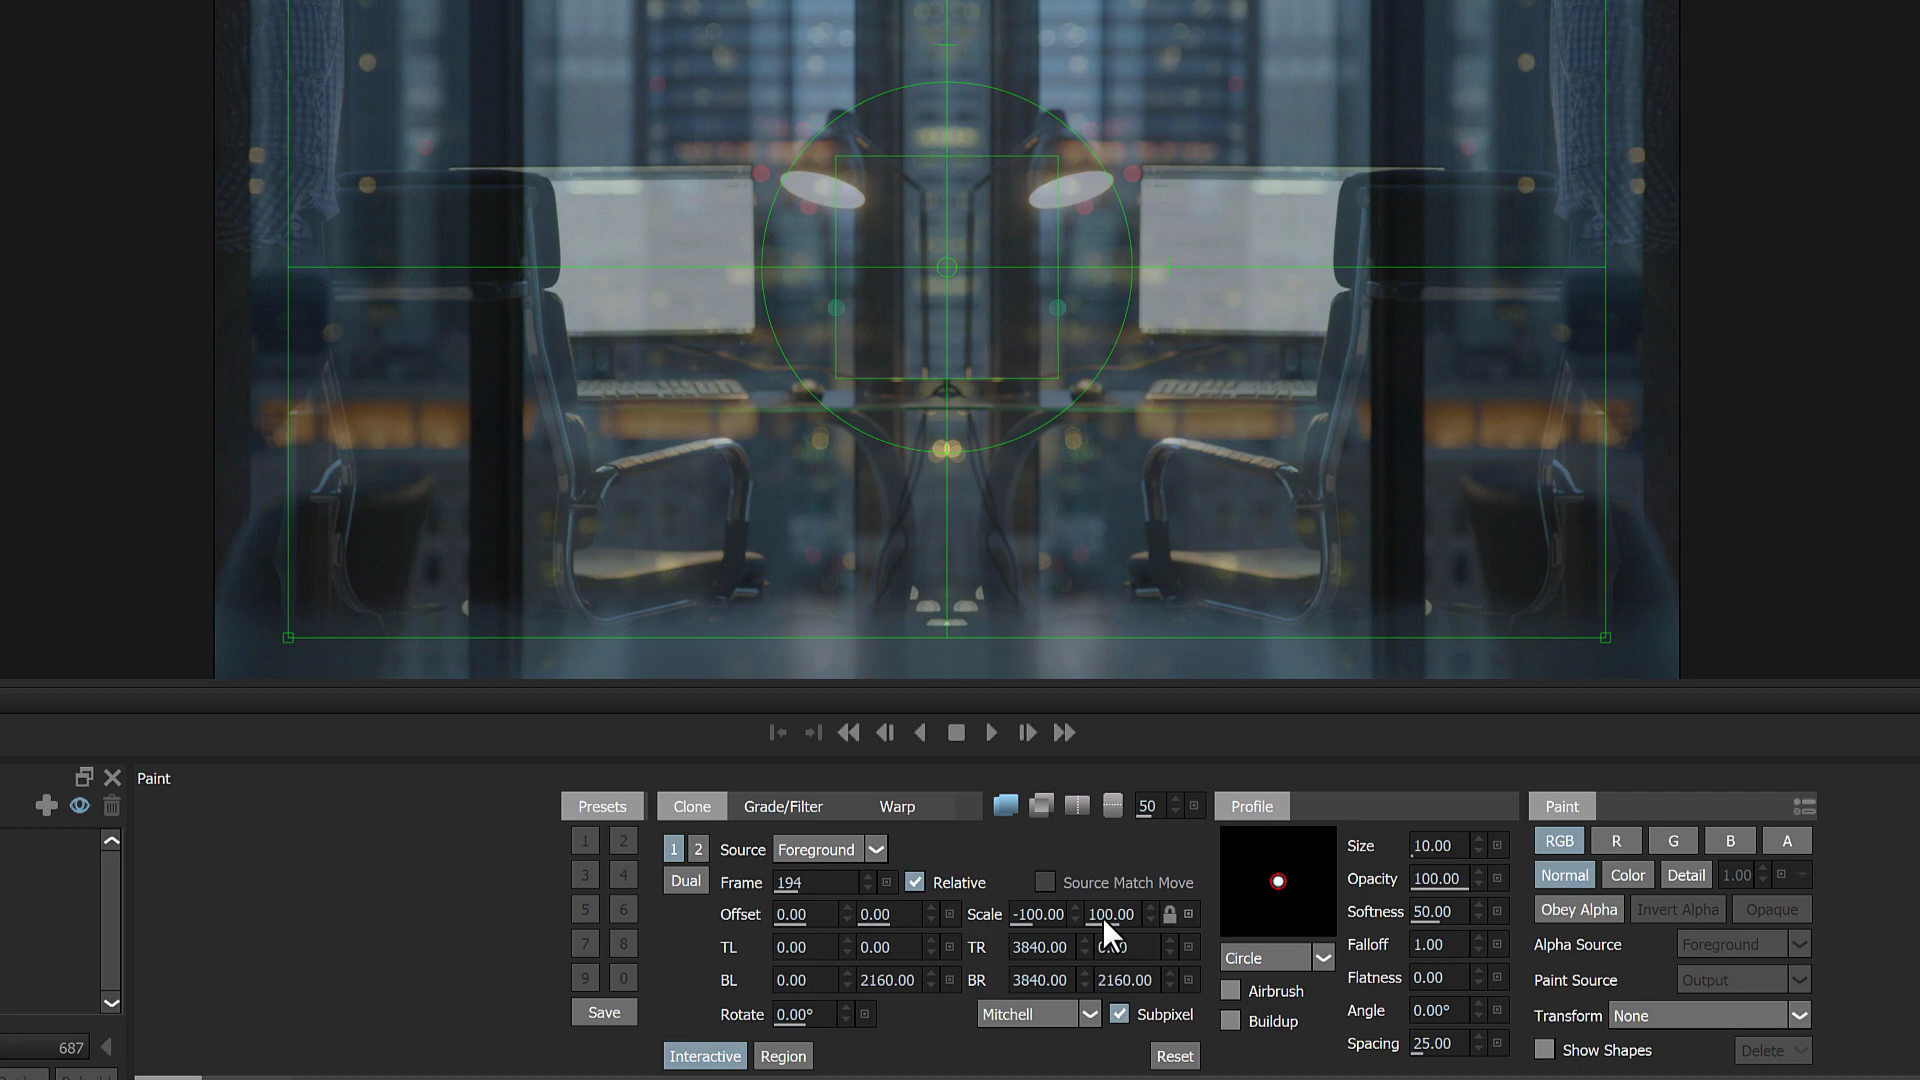 Paint
Presets
Clone Grade/Filter Warp 50
Profile
Paint
1 2
3 4
5 6
7 8
9 0
Save
1 2 Source Foreground
Dual Frame 194 Relative Source Match Move
Offset 0.00 0.00 Scale -100.00 100.00
TL 0.00 0.00 TR 3840.00
BL 0.00 2160.00 BR 3840.00 2160.00
Rotate 0.00° Mitchell Subpixel
Interactive Region Reset
Circle
Airbrush
Buildup
Size 10.00
Opacity 100.00
Softness 50.00
Falloff 1.00
Flatness 0.00
Angle 0.00°
Spacing 25.00
RGB R G B A
Normal Color Detail 1.00
Obey Alpha Invert Alpha Opaque
Alpha Source Foreground
Paint Source Output
Transform None
Show Shapes Delete
687